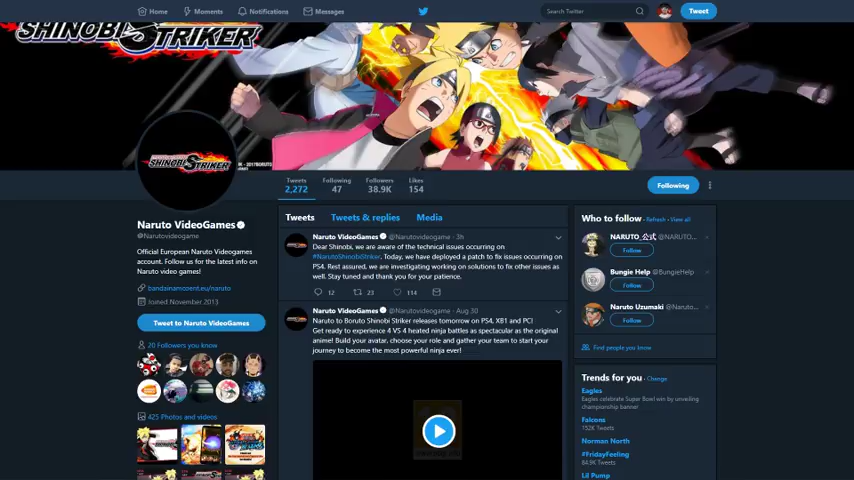 Home
Moments
Notifications
Messages
Search Twitter
Tweet
SHINOBI STRIKER
SHINOBI STRIKER
Tweets
2,272
Following
47
Followers
38.9K
Likes
154
Following
Naruto VideoGames
@Narutovideogame
Official European Naruto Videogames
account. Follow us for the latest info on
Naruto video games!
bandainamcoent.eu/naruto
Joined November 2013
Tweet to Naruto VideoGames
20 Followers you know
425 Photos and videos
Tweets Tweets & replies Media
Naruto VideoGames @Narutovideogame · 3h
Dear Shinobi, we are aware of the technical issues occurring on
#NarutoShinobiStriker. Today, we have deployed a patch to fix issues occurring on
PS4. Rest assured, we are investigating working on solutions to fix other issues as
well. Stay tuned and thank you for your patience.
12 23 114
Naruto VideoGames @Narutovideogame · Aug 30
Naruto to Boruto Shinobi Striker releases tomorrow on PS4, XB1 and PC!
Get ready to experience 4 VS 4 heated ninja battles as spectacular as the original
anime! Build your avatar, choose your role and gather your team to start your
journey to become the most powerful ninja ever!
Who to follow · Refresh · View all
NARUTO_公式 @NARUTO...
Follow
Bungie Help @BungieHelp
Follow
Naruto Uzumaki @Naruto...
Follow
Find people you know
Trends for you · Change
Eagles
Eagles celebrate Super Bowl win by unveiling
championship banner
Falcons
152K Tweets
Norman North
#FridayFeeling
64.9K Tweets
Lil Pump